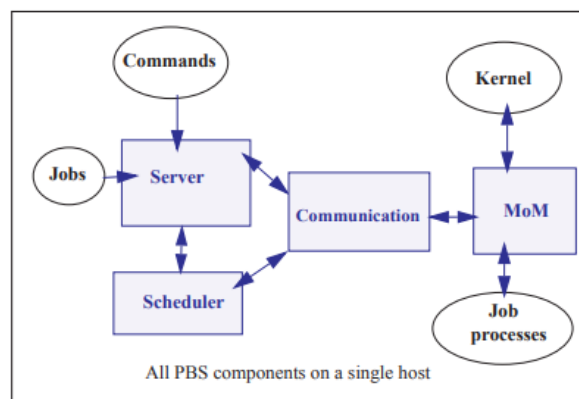 Commands
Kernel
Jobs
Server
Communication
MoM
Scheduler
Job
processes
All PBS components on a single host